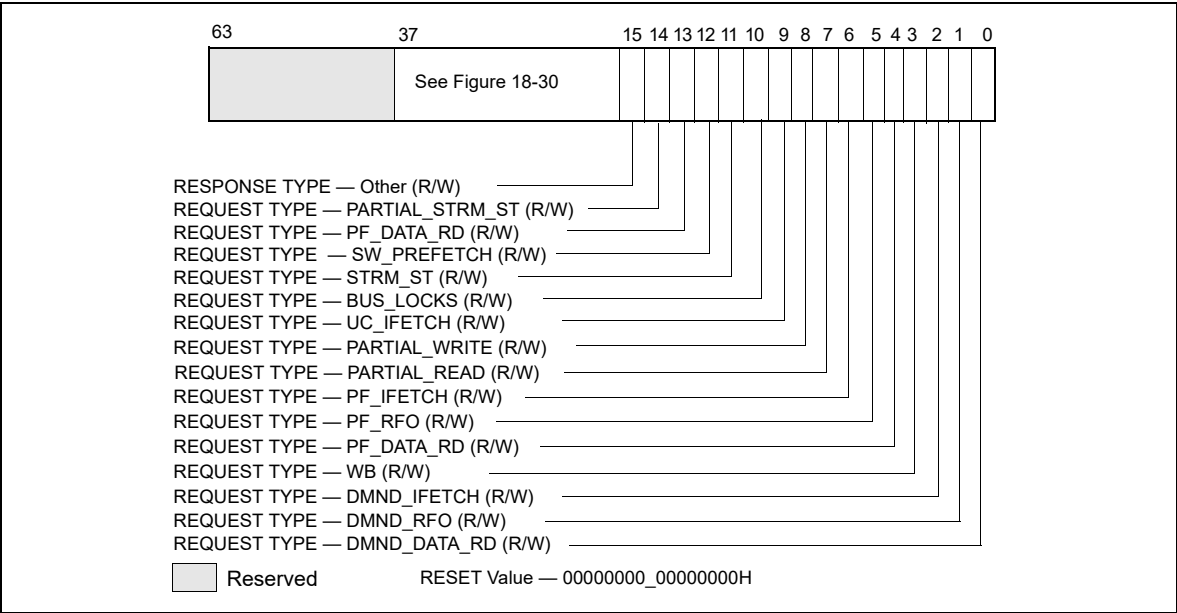 63 37 15 14 13 12 11 10 9 8 7 6 5 4 3 2 1 0
See Figure 18-30
RESPONSE TYPE — Other (R/W)
REQUEST TYPE — PARTIAL_STRM_ST (R/W)
REQUEST TYPE — PF_DATA_RD (R/W)
REQUEST TYPE — SW_PREFETCH (R/W)
REQUEST TYPE — STRM_ST (R/W)
REQUEST TYPE — BUS_LOCKS (R/W)
REQUEST TYPE — UC_IFETCH (R/W)
REQUEST TYPE — PARTIAL_WRITE (R/W)
REQUEST TYPE — PARTIAL_READ (R/W)
REQUEST TYPE — PF_IFETCH (R/W)
REQUEST TYPE — PF_RFO (R/W)
REQUEST TYPE — PF_DATA_RD (R/W)
REQUEST TYPE — WB (R/W)
REQUEST TYPE — DMND_IFETCH (R/W)
REQUEST TYPE — DMND_RFO (R/W)
REQUEST TYPE — DMND_DATA_RD (R/W)
Reserved RESET Value — 00000000_00000000H